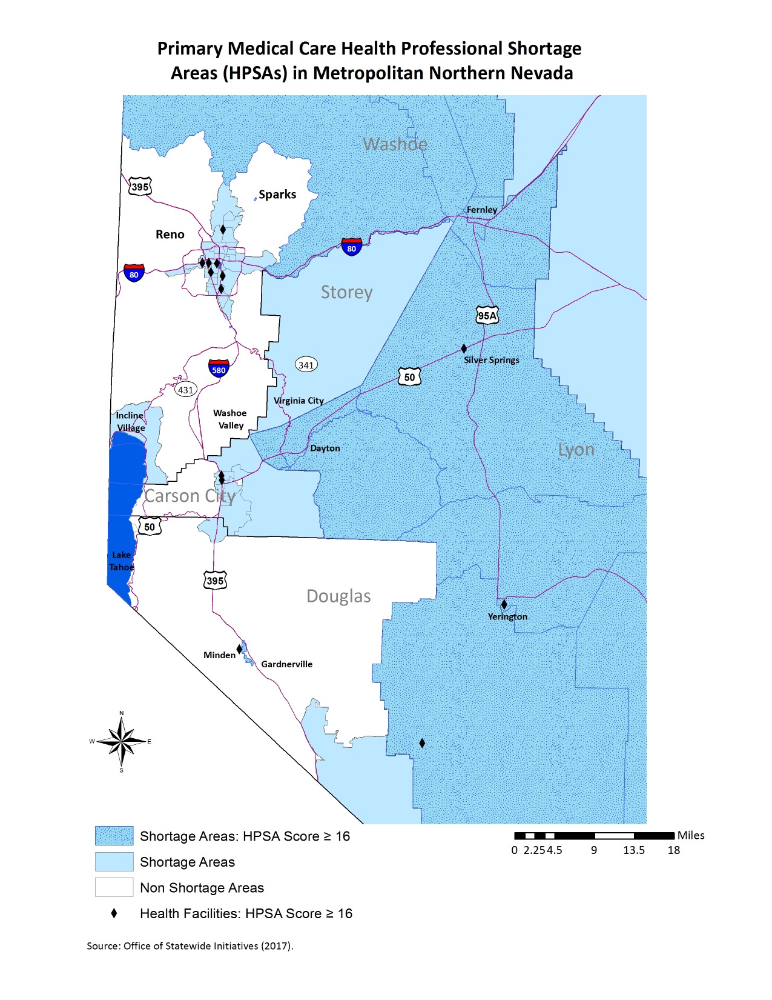 Primary Medical Care Health Professional Shortage
Areas (HPSAs) in Metropolitan Northern Nevada
Washoe
395
Sparks
Fernley
Reno
80
80
Storey
95A
Silver Springs
341
580
50
431
Virginia City
Washoe
Valley
Incline
Village
Dayton
Lyon
Carson City
50
Lake
Tahoe
395
Douglas
Yerington
Minden
Gardnerville
N
W
E
S
Shortage Areas: HPSA Score ≥ 16
Shortage Areas
Non Shortage Areas
Health Facilities: HPSA Score ≥ 16
Miles
0 2.25 4.5 9 13.5 18
Source: Office of Statewide Initiatives (2017).